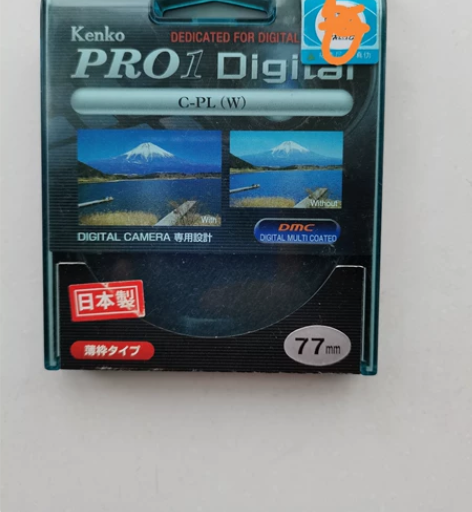 Kenko
DEDICATED FOR DIGITAL
PRO1 Digital
C-PL (W)
With
Without
DMC
DIGITAL MULTI COATED
DIGITAL CAMERA 専用設計
日本製
薄枠タイプ
77mm